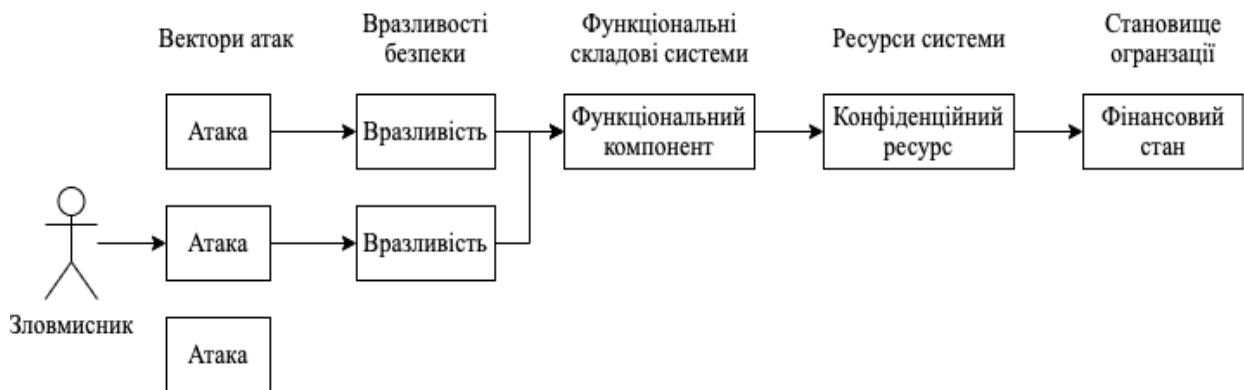 Вектори атак
Вразливості
безпеки
Функціональні
складові системи
Ресурси системи
Становище
огранзації
Атака
Вразливість
Функціональний
компонент
Конфіденційний
ресурс
Фінансовий
стан
Атака
Вразливість
Зловмисник
Атака